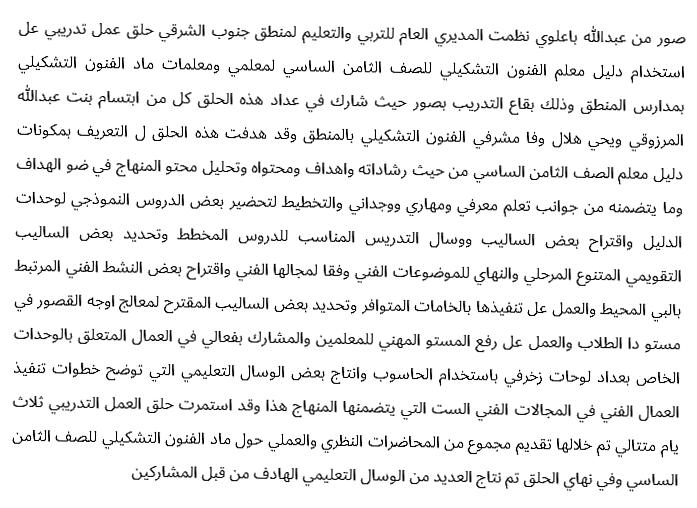 صور من عبدالله باعلوي نظمت المديري العام للتربي والتعليم لمنطق جنوب الشرقي حلق عمل تدريبي عل
استخدام دليل معلم الفنون التشكيلي للصف الثامن الساسي لمعلمي ومعلمات ماد الفنون التشكيلي
بمدارس المنطق وذلك بقاع التدريب بصور حيث شارك في عداد هذه الحلق كل من ابتسام بنت عبدالله
المرزوقي ويحي هلال وفا مشرفي الفنون التشكيلي بالمنطق وقد هدفت هذه الحلق ل التعريف بمكونات
دليل معلم الصف الثامن الساسي من حيث رشاداته واهداف ومحتواه وتحليل محتو المنهاج في ضو الهداف
وما يتضمنه من جوانب تعلم معرفي ومهاري ووجداني والتخطيط لتحضير بعض الدروس النموذجي لوحدات
الدليل واقتراح بعض الساليب ووسال التدريس المناسب للدروس المخطط وتحديد بعض الساليب
التقويمي المتنوع المرحلي والنهاي للموضوعات الفني وفقا لمجالها الفني واقتراح بعض النشط الفني المرتبط
بالبي المحيط والعمل عل تنفيذها بالخامات المتوافر وتحديد بعض الساليب المقترح لمعالج اوجه القصور في
مستو دا الطلاب والعمل عل رفع المستو المهني للمعلمين والمشارك بفعالي في العمال المتعلق بالوحدات
الخاص بعداد لوحات زخرفي باستخدام الحاسوب وانتاج بعض الوسال التعليمي التي توضح خطوات تنفيذ
العمال الفني في المجالات الفني الست التي يتضمنها المنهاج هذا وقد استمرت حلق العمل التدريبي ثلاث
يام متتالي تم خلالها تقديم مجموع من المحاضرات النظري والعملي حول ماد الفنون التشكيلي للصف الثامن
الساسي وفي نهاي الحلق تم نتاج العديد من الوسال التعليمي الهادف من قبل المشاركين